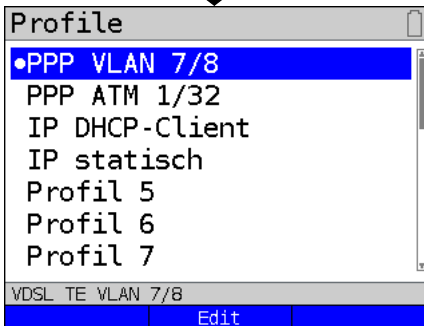 Profile
•PPP VLAN 7/8
PPP ATM 1/32
IP DHCP-Client
IP statisch
Profil 5
Profil 6
Profil 7
VDSL TE VLAN 7/8
Edit